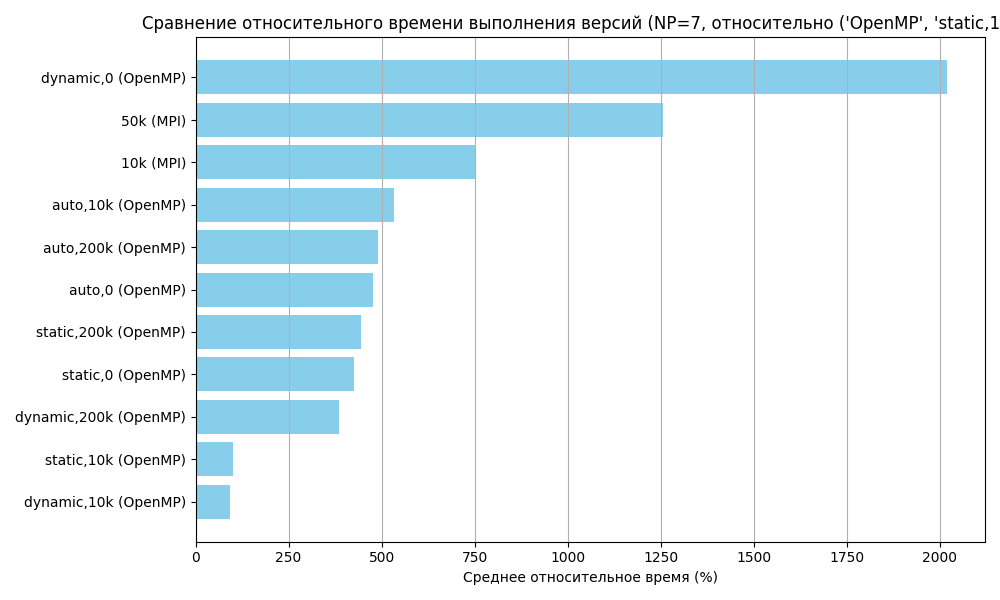 Сравнение относительного времени выполнения версий (NP=7, относительно ('OpenMP', 'static,1
dynamic,0 (OpenMP)
50k (MPI)
10k (MPI)
auto,10k (OpenMP)
auto,200k (OpenMP)
auto,0 (OpenMP)
static,200k (OpenMP)
static,0 (OpenMP)
dynamic,200k (OpenMP)
static,10k (OpenMP)
dynamic,10k (OpenMP)
0 250 500 750 1000 1250 1500 1750 2000
Среднее относительное время (%)